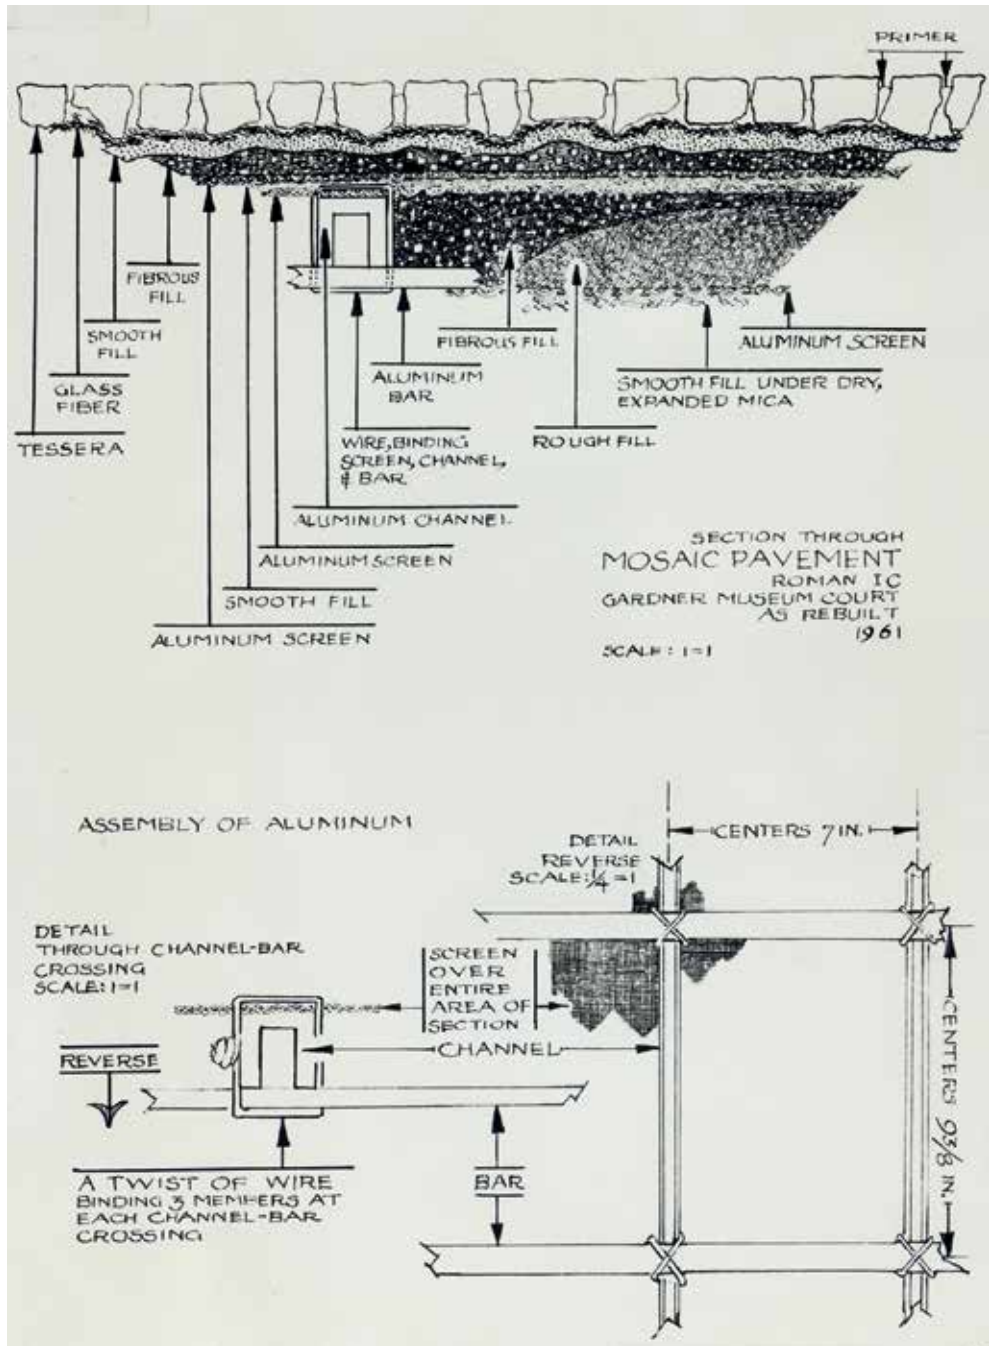 PRIMER
FIBROUS
FILL
SMOOTH
FILL
GLASS
FIBER
TESSERA
FIBROUS FILL
ALUMINUM SCREEN
ALUMINUM
BAR
SMOOTH FILL UNDER DRY,
EXPANDED MICA
WIRE, BINDING
SCREEN, CHANNEL,
& BAR
ROUGH FILL
ALUMINUM CHANNEL
ALUMINUM SCREEN
SMOOTH FILL
ALUMINUM SCREEN
SECTION THROUGH
MOSAIC PAVEMENT
ROMAN I C
GARDNER MUSEUM COURT
AS REBUILT
1961
SCALE: 1=1
ASSEMBLY OF ALUMINUM
CENTERS 7 IN.
DETAIL
REVERSE
SCALE: 1/4 = 1
DETAIL
THROUGH CHANNEL-BAR
CROSSING
SCALE: 1=1
SCREEN
OVER
ENTIRE
AREA OF
SECTION
CHANNEL
REVERSE
CENTERS 9 3/8 IN.
BAR
A TWIST OF WIRE
BINDING 3 MEMBERS AT
EACH CHANNEL-BAR
CROSSING